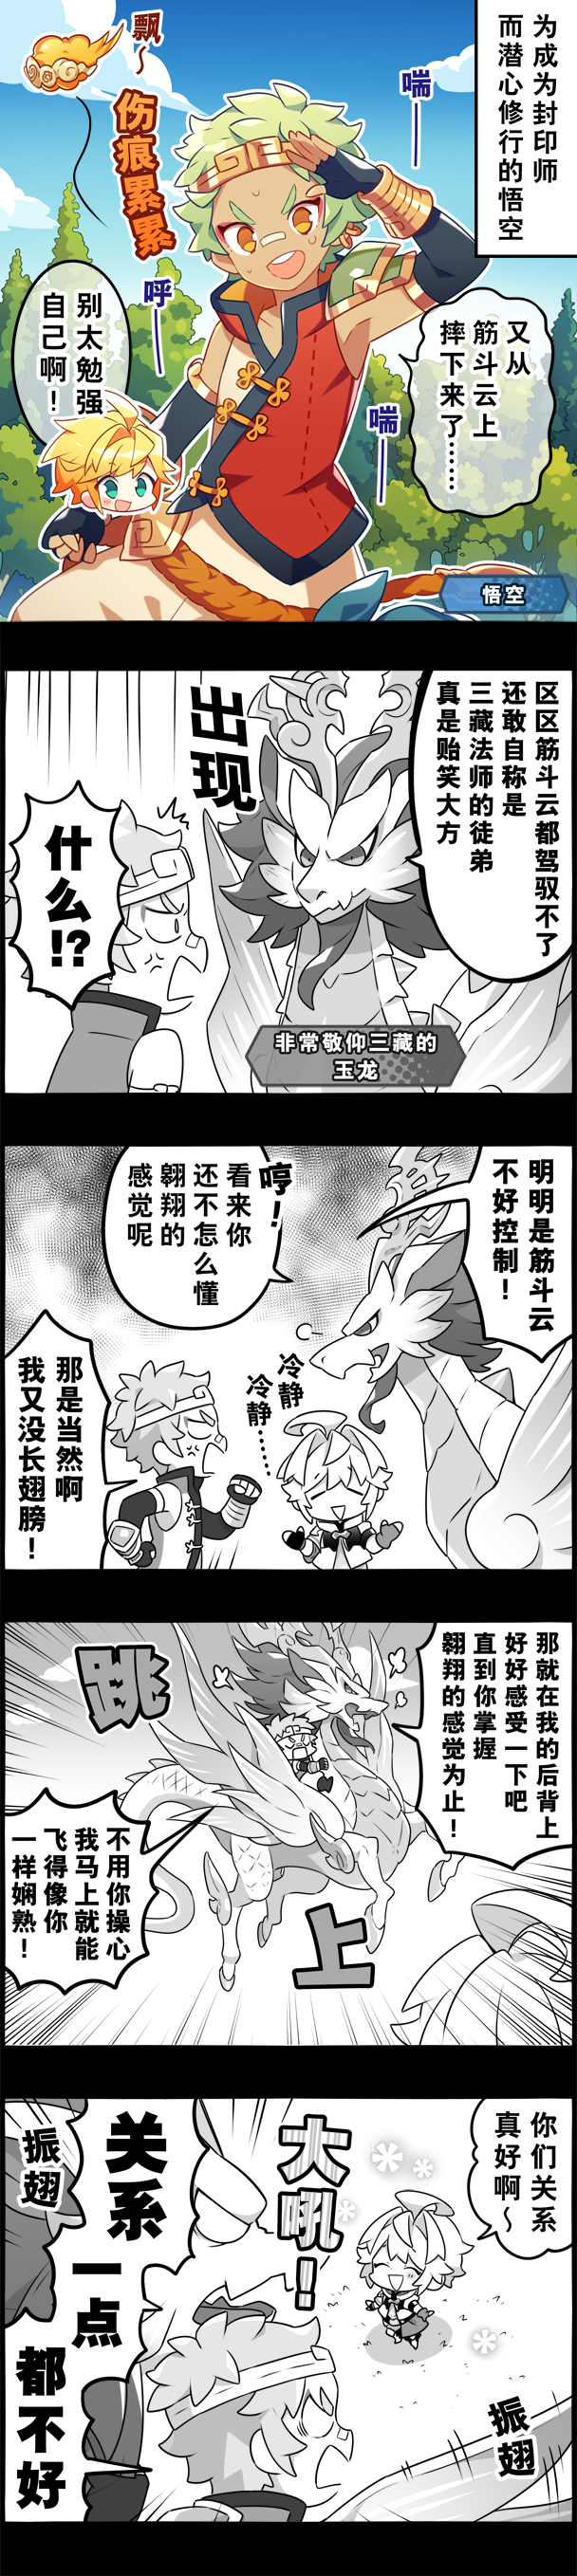 为成为封印师
而潜心修行的悟空
喘
飘～
伤痕累累
呼
喘
又从
筋斗云上
摔下来了……
别太勉强
自己啊！
悟空
区区筋斗云都驾驭不了
还敢自称是
三藏法师的徒弟
真是贻笑大方
出现
什么!?
非常敬仰三藏的
玉龙
明明是筋斗云
不好控制！
哼！
看来你
还不怎么懂
翱翔的
感觉呢
冷静
冷静……
那是当然啊
我又没长翅膀！
那就在我的后背上
好好感受一下吧
直到你掌握
翱翔的感觉为止！
跳
上
不用你操心
我马上就能
飞得像你
一样娴熟！
你们关系
真好啊～
大吼！
关系
一点
都不好
振翅
振翅